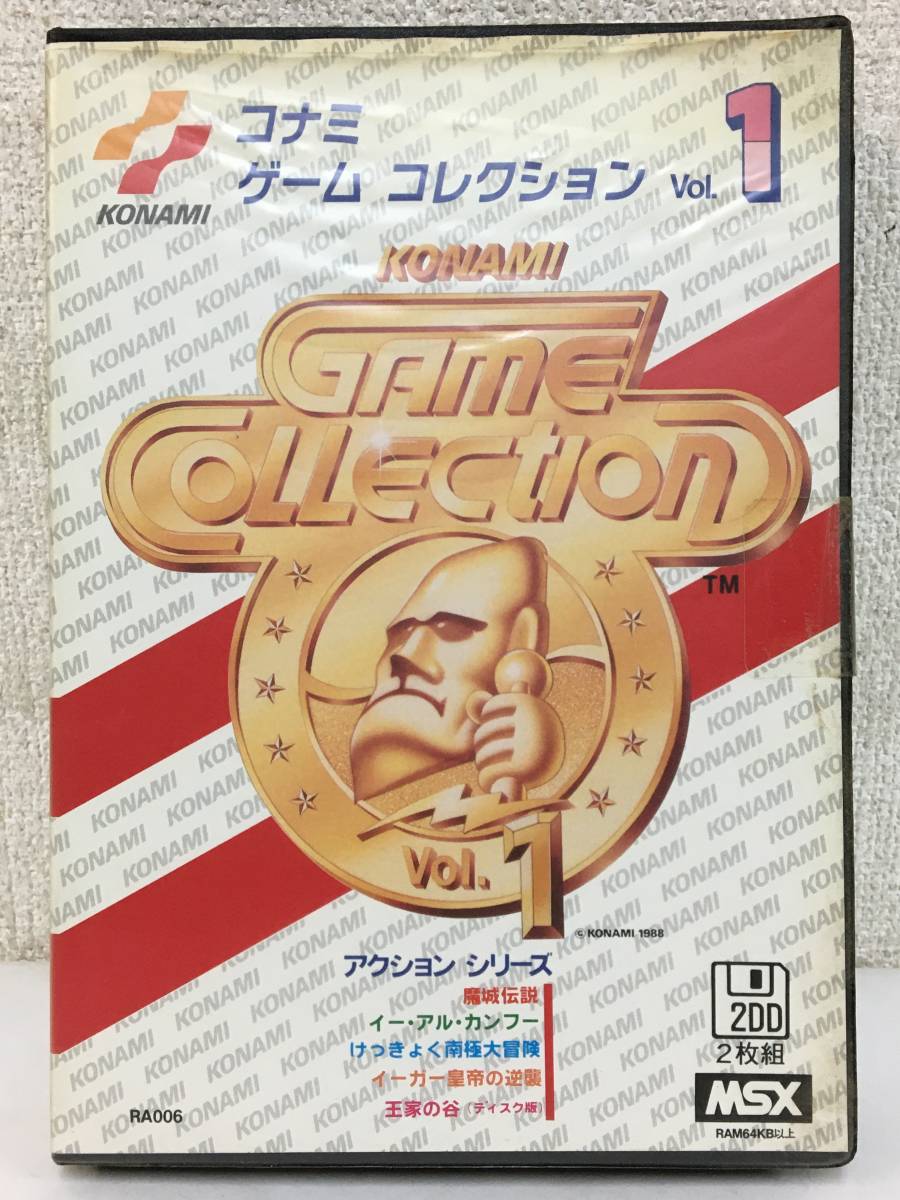 KONAMI
コナミ
ゲーム コレクション Vol.1
KONAMI
GAME
COLLECTION
TM
Vol.1
© KONAMI 1988
アクション シリーズ
魔城伝説
イー・アル・カンフー
けっきょく南極大冒険
イーガー皇帝の逆襲
王家の谷(ディスク版)
2DD
2枚組
MSX
RAM64KB以上
RA006